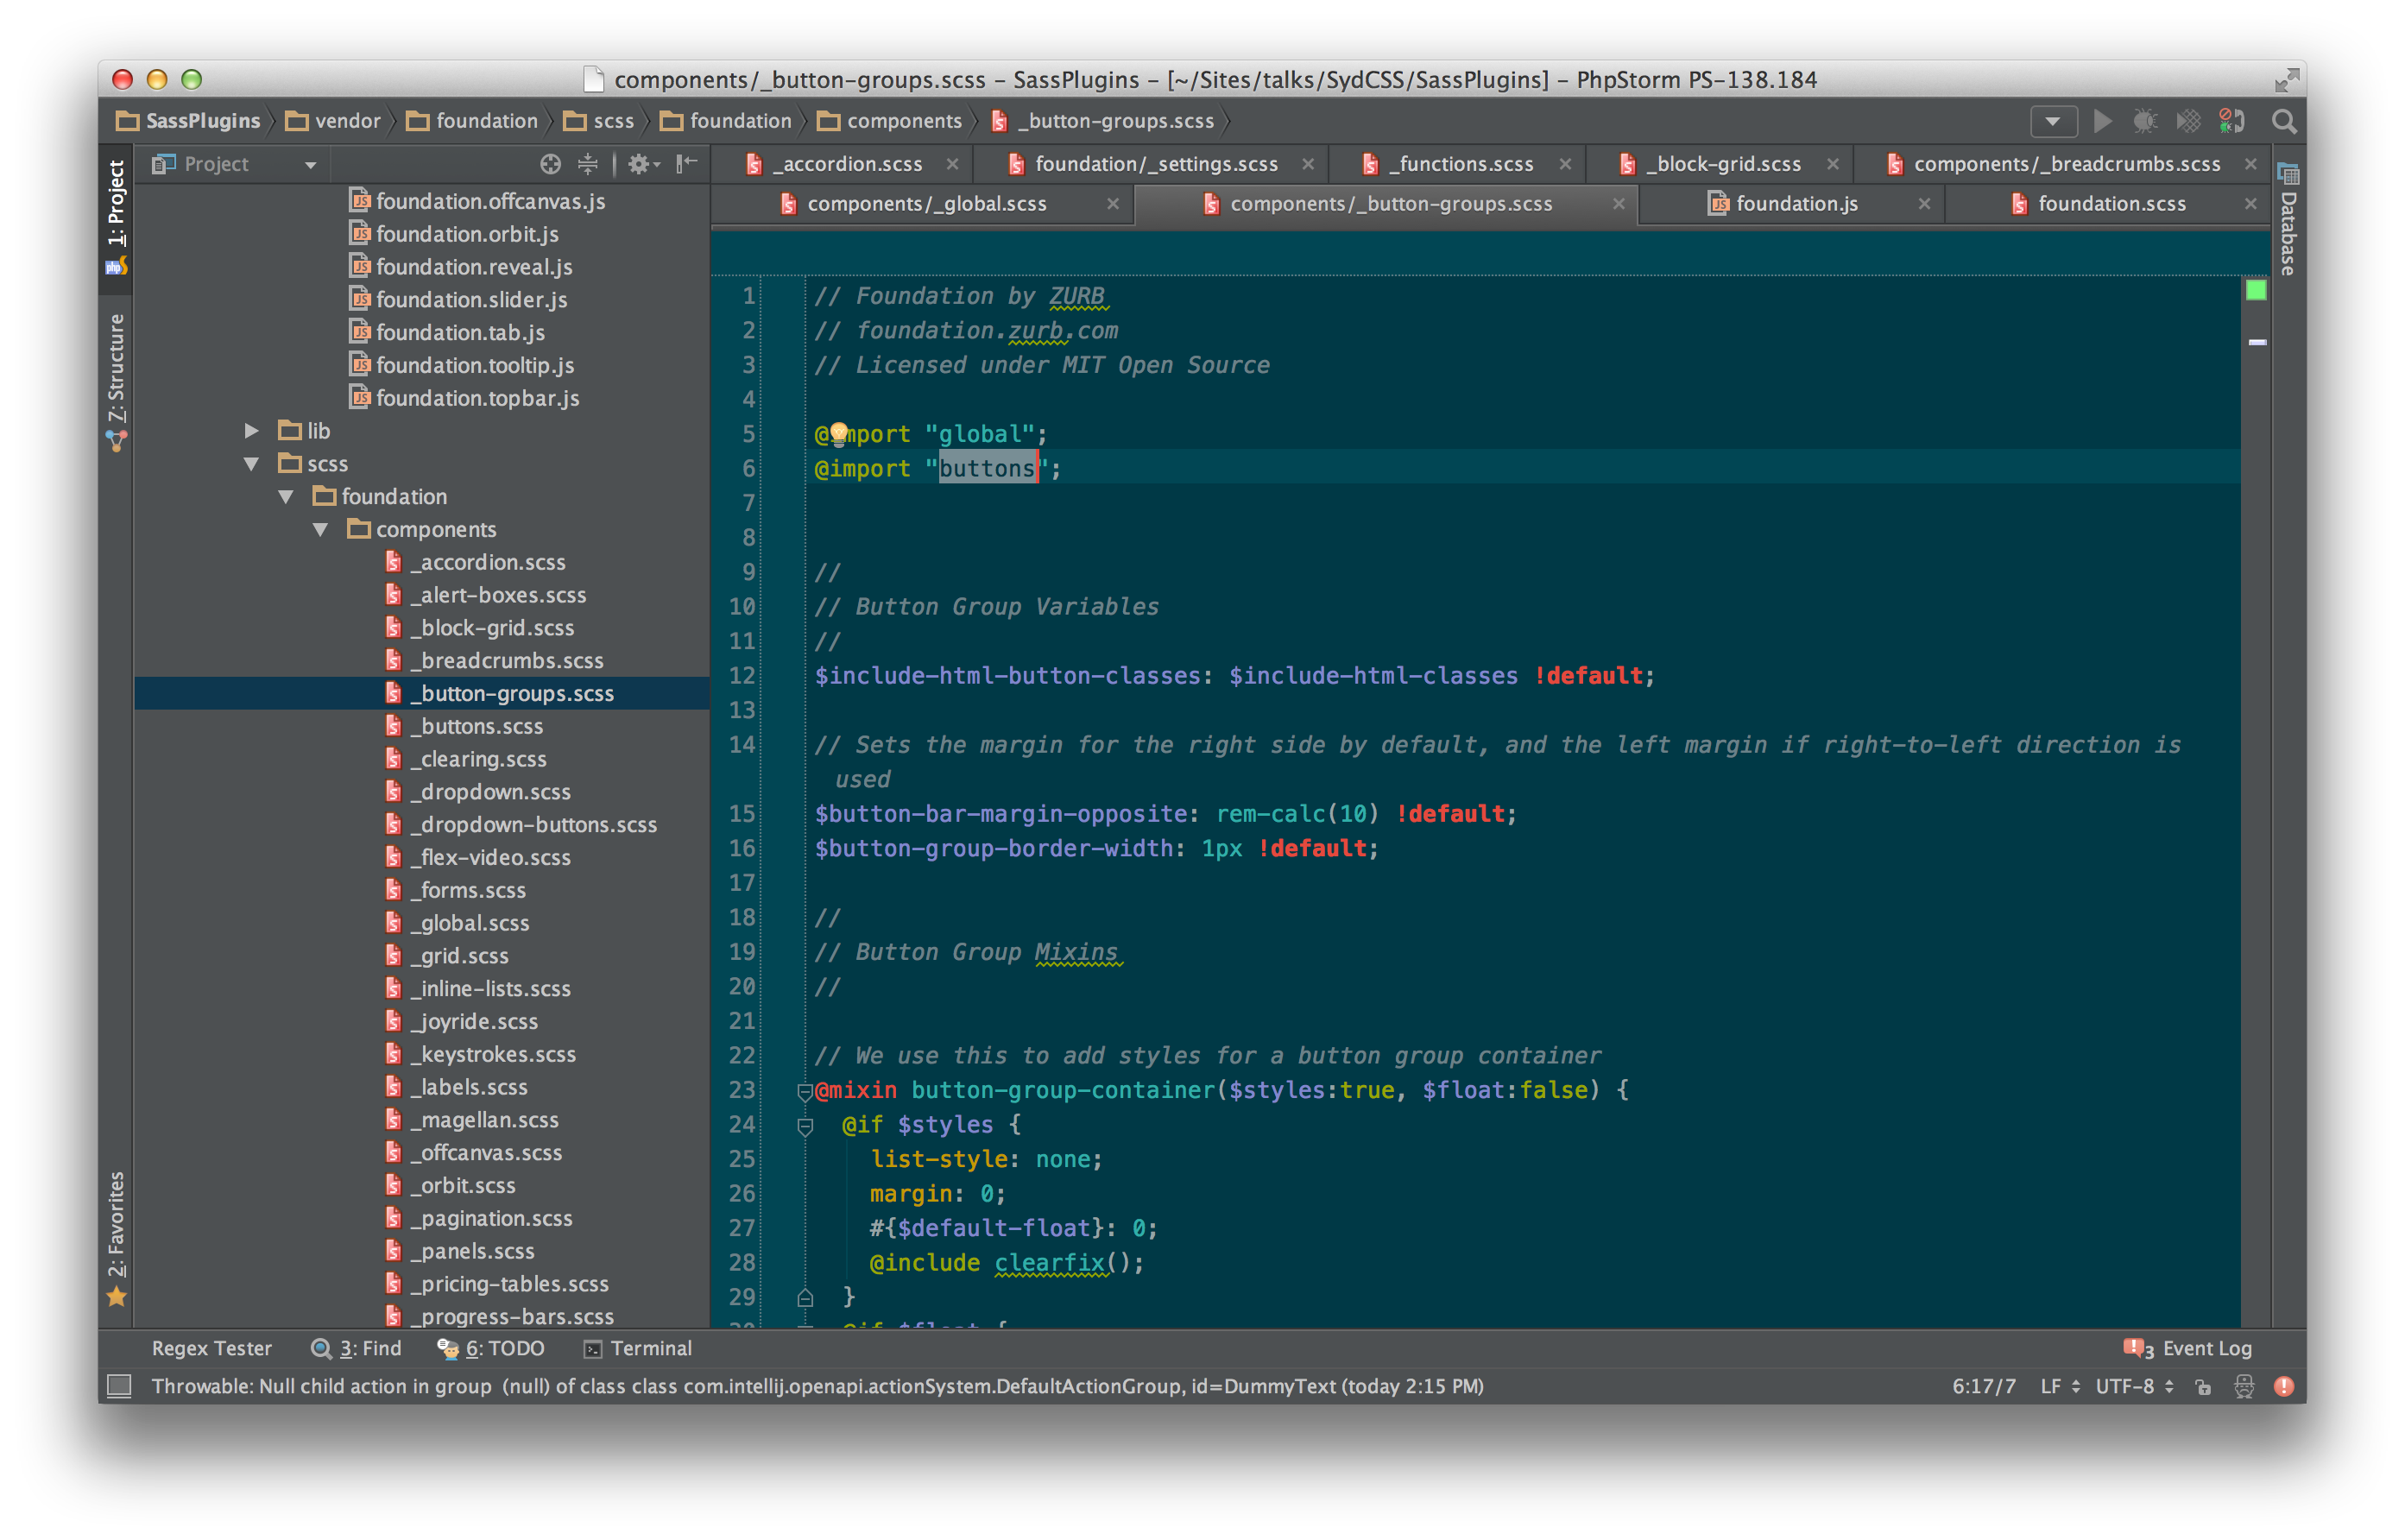 components/_button-groups.scss – SassPlugins – [~/Sites/talks/SydCSS/SassPlugins] – PhpStorm PS-138.184
SassPlugins vendor foundation scss foundation components _button-groups.scss
1: Project
Project
7: Structure
2: Favorites
foundation.offcanvas.js
foundation.orbit.js
foundation.reveal.js
foundation.slider.js
foundation.tab.js
foundation.tooltip.js
foundation.topbar.js
lib
scss
foundation
components
_accordion.scss
_alert-boxes.scss
_block-grid.scss
_breadcrumbs.scss
_button-groups.scss
_buttons.scss
_clearing.scss
_dropdown.scss
_dropdown-buttons.scss
_flex-video.scss
_forms.scss
_global.scss
_grid.scss
_inline-lists.scss
_joyride.scss
_keystrokes.scss
_labels.scss
_magellan.scss
_offcanvas.scss
_orbit.scss
_pagination.scss
_panels.scss
_pricing-tables.scss
_progress-bars.scss
_accordion.scss foundation/_settings.scss _functions.scss _block-grid.scss components/_breadcrumbs.scss
components/_global.scss components/_button-groups.scss foundation.js foundation.scss
Database
1 // Foundation by ZURB
2 // foundation.zurb.com
3 // Licensed under MIT Open Source
4
5 @import "global";
6 @import "buttons";
7
8
9 //
10 // Button Group Variables
11 //
12 $include-html-button-classes: $include-html-classes !default;
13
14 // Sets the margin for the right side by default, and the left margin if right-to-left direction is
used
15 $button-bar-margin-opposite: rem-calc(10) !default;
16 $button-group-border-width: 1px !default;
17
18 //
19 // Button Group Mixins
20 //
21
22 // We use this to add styles for a button group container
23 @mixin button-group-container($styles:true, $float:false) {
24 @if $styles {
25 list-style: none;
26 margin: 0;
27 #{$default-float}: 0;
28 @include clearfix();
29 }
30 @if $float {
Regex Tester 3: Find 6: TODO Terminal 3 Event Log
Throwable: Null child action in group (null) of class class com.intellij.openapi.actionSystem.DefaultActionGroup, id=DummyText (today 2:15 PM) 6:17/7 LF UTF-8